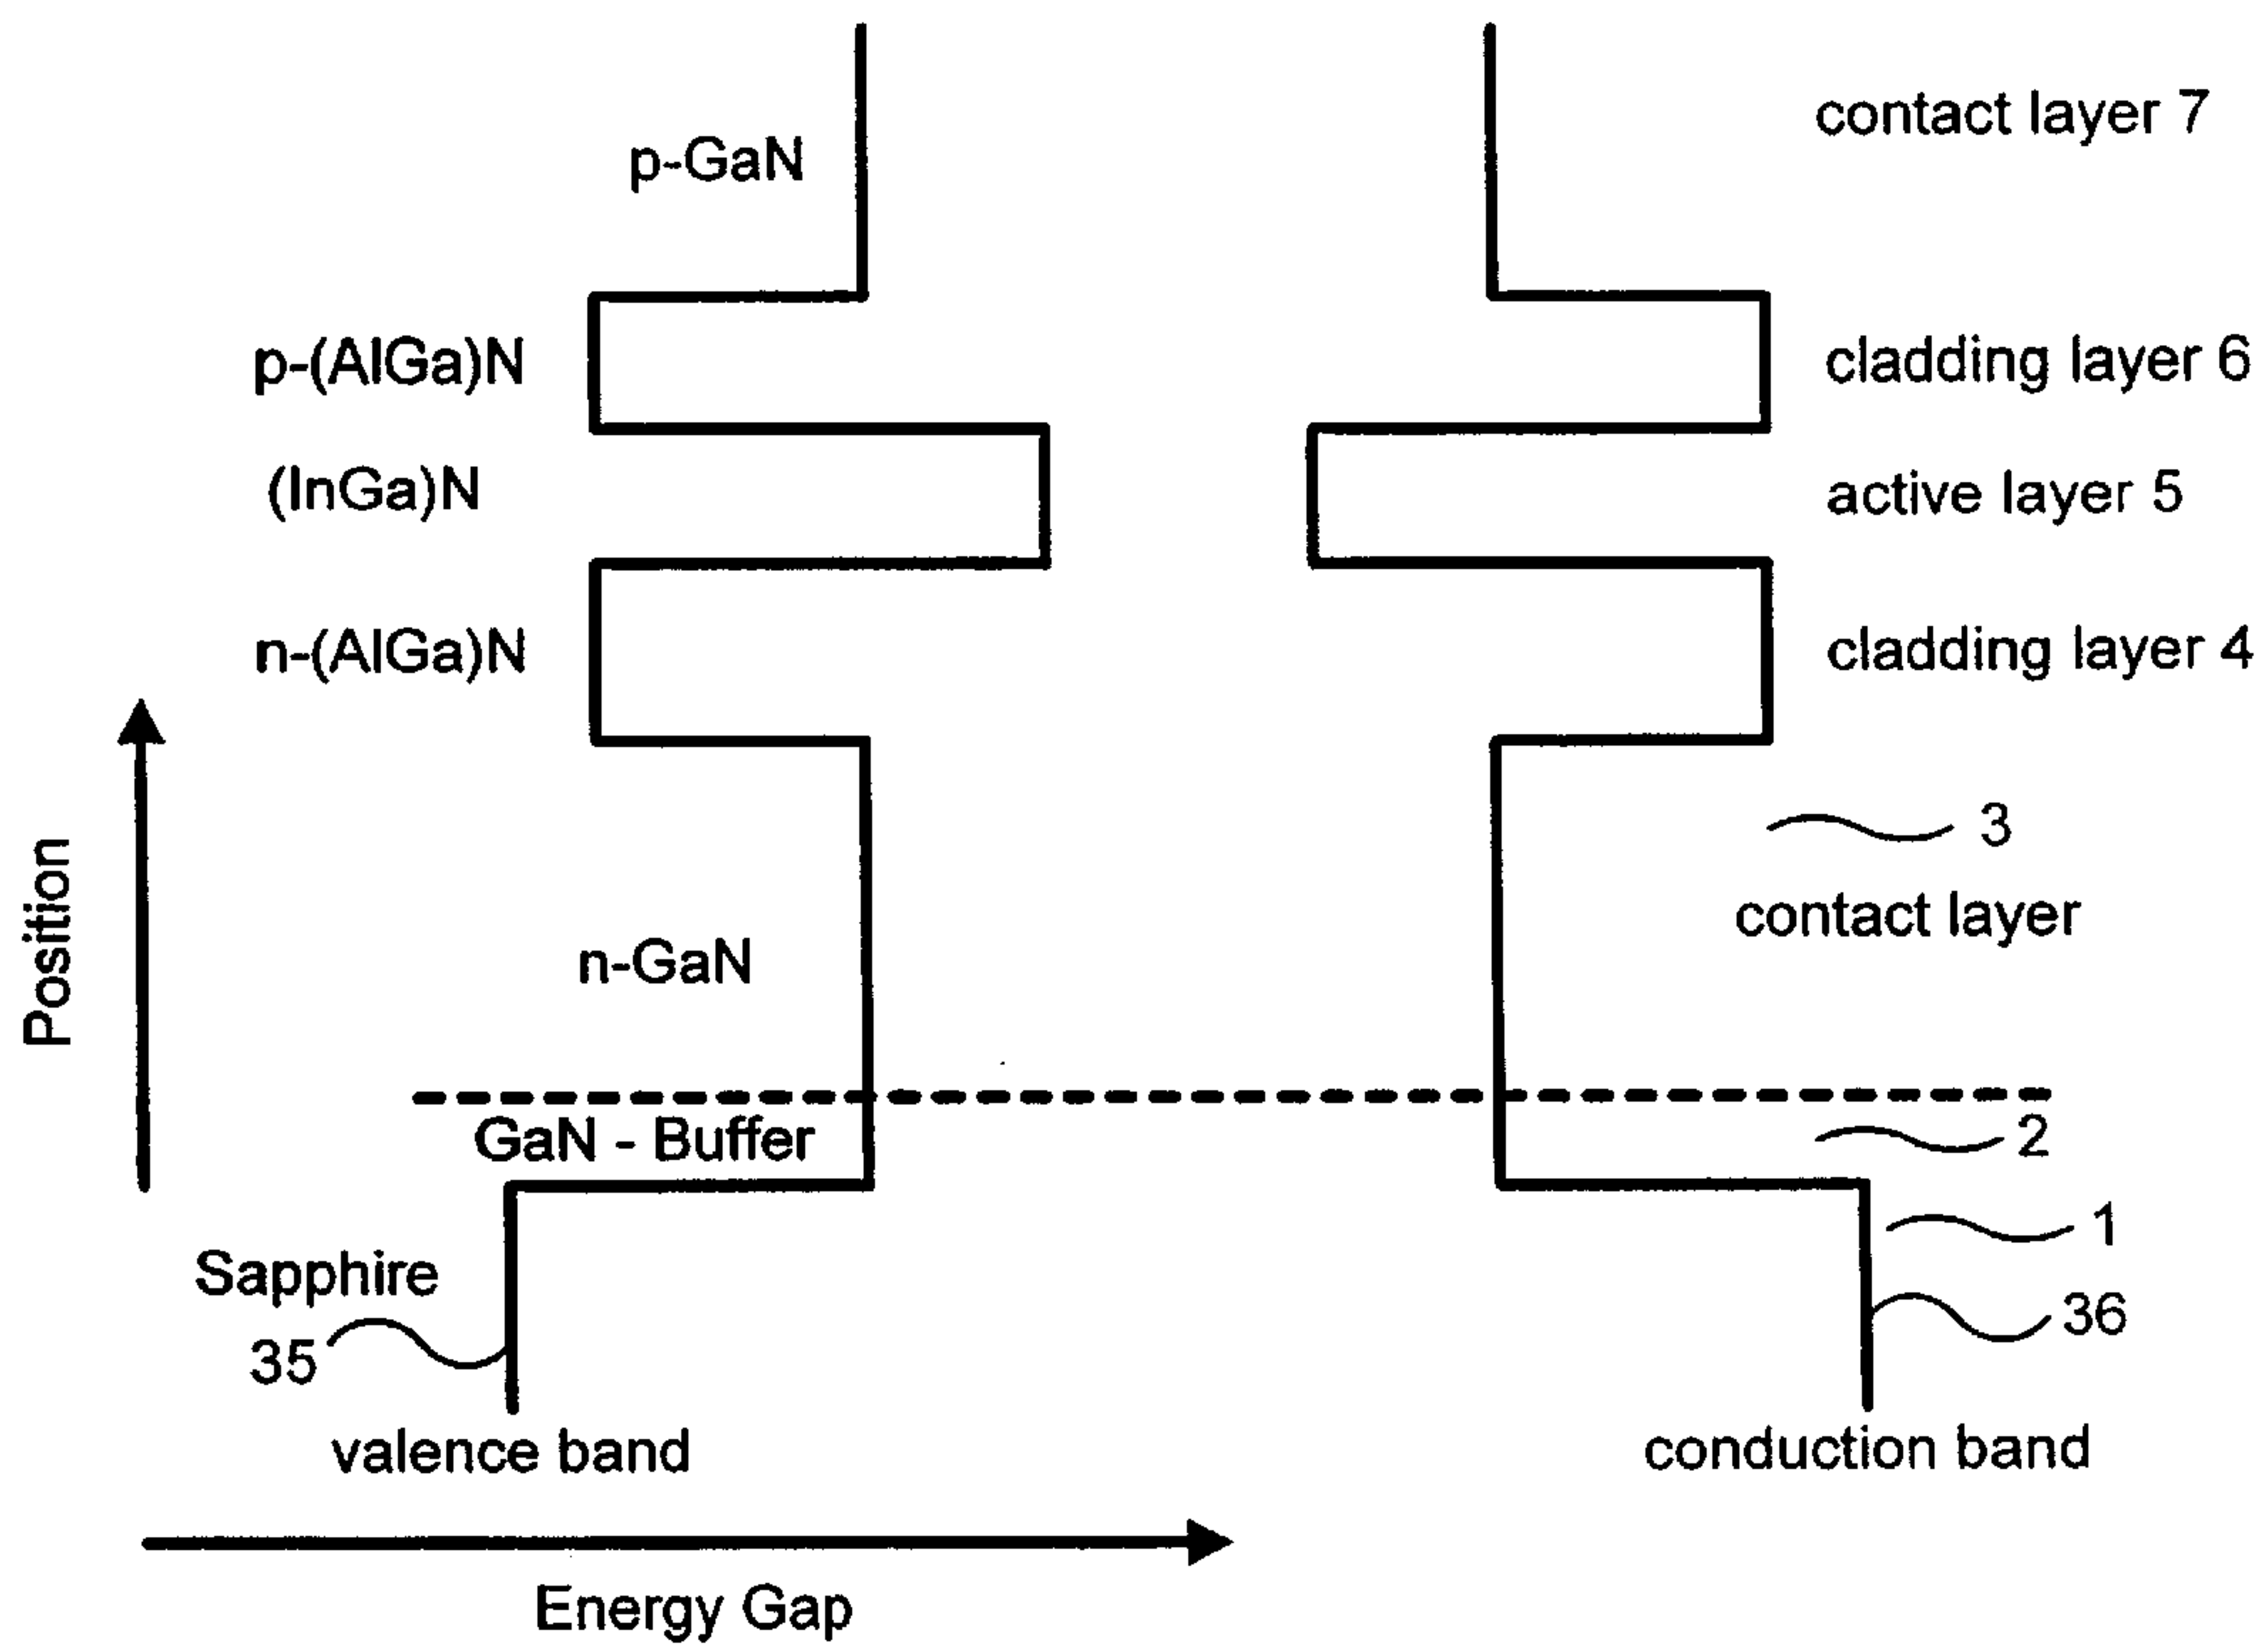 p-GaN
contact layer 7
p-(AlGa)N
cladding layer 6
(InGa)N
active layer 5
n-(AlGa)N
cladding layer 4
3
contact layer
Position
n-GaN
GaN - Buffer
2
1
Sapphire
36
35
valence band
conduction band
Energy Gap